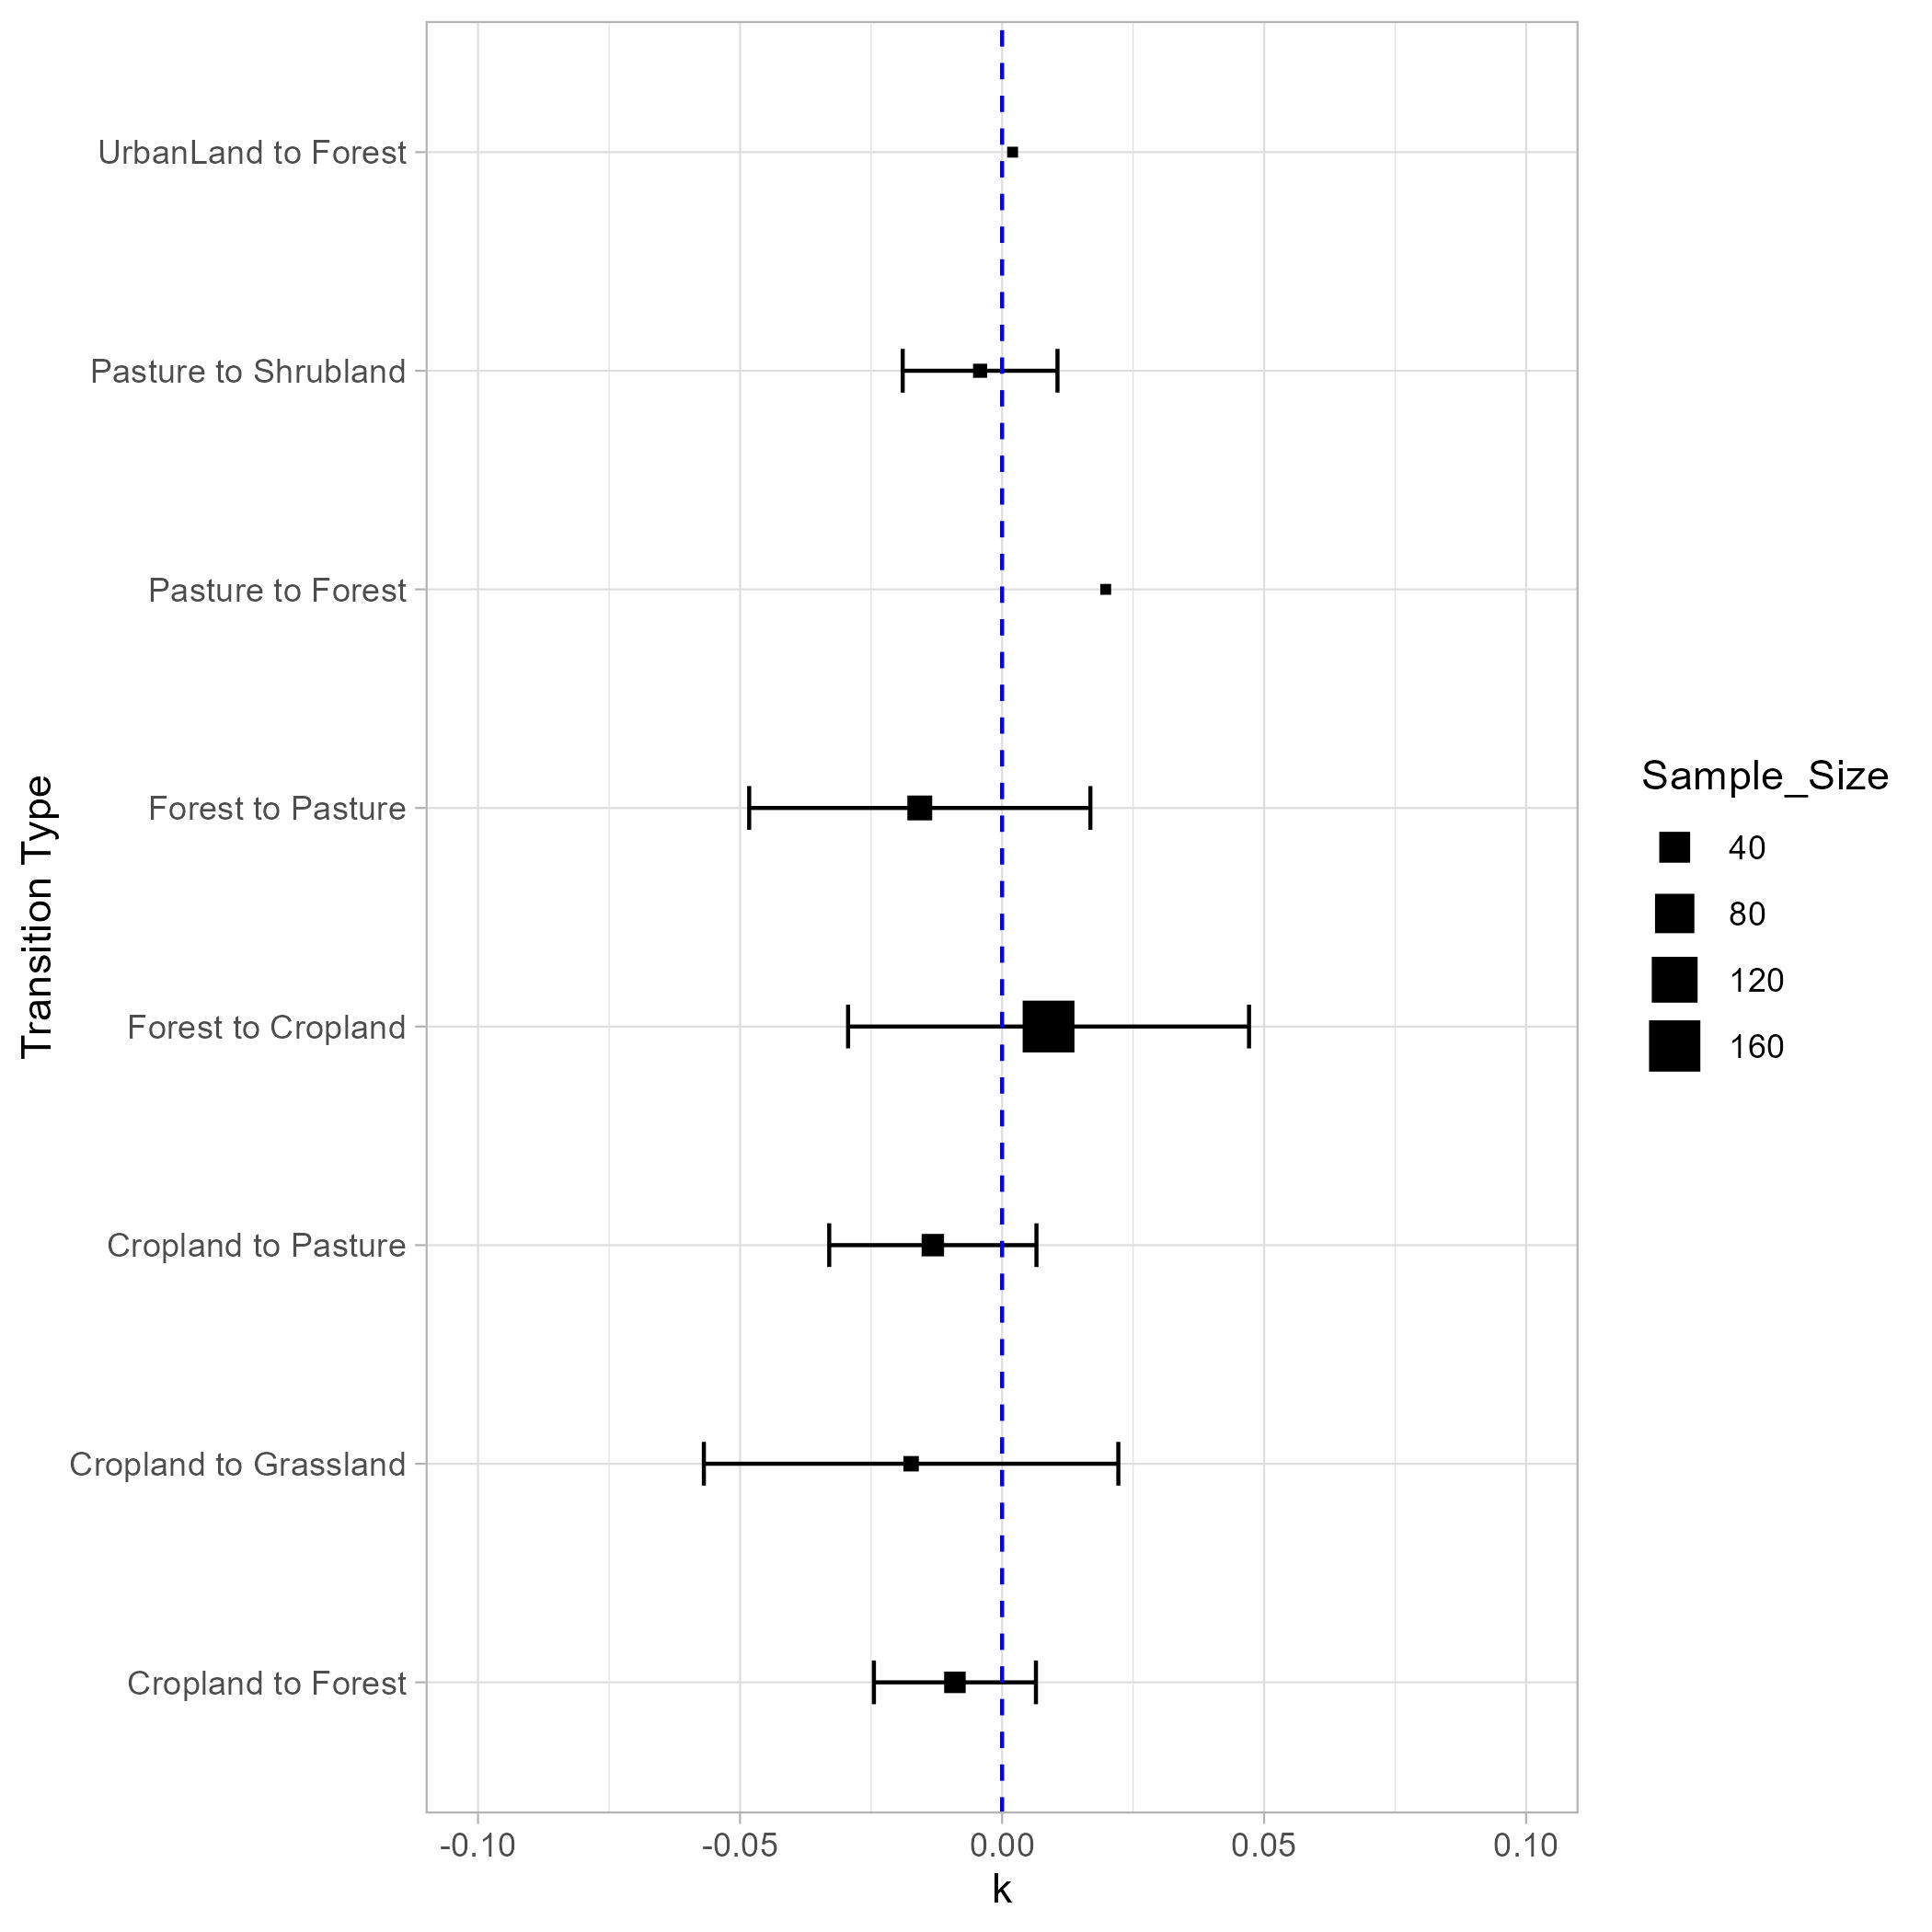 UrbanLand to Forest
Pasture to Shrubland
Pasture to Forest
Forest to Pasture
Forest to Cropland
Cropland to Pasture
Cropland to Grassland
Cropland to Forest
Transition Type
-0.10 -0.05 0.00 0.05 0.10
k
Sample_Size
40
80
120
160